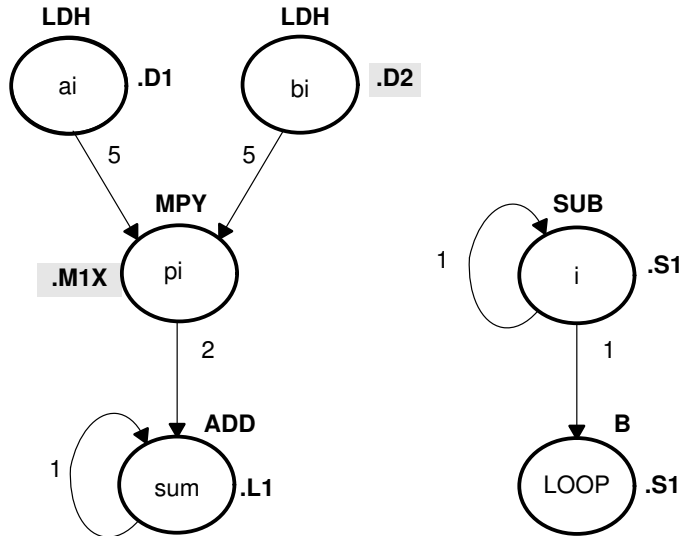 LDH
LDH
ai
.D1
bi
.D2
5
5
MPY
SUB
.M1X
pi
1
i
.S1
2
1
ADD
B
1
sum
.L1
LOOP
.S1